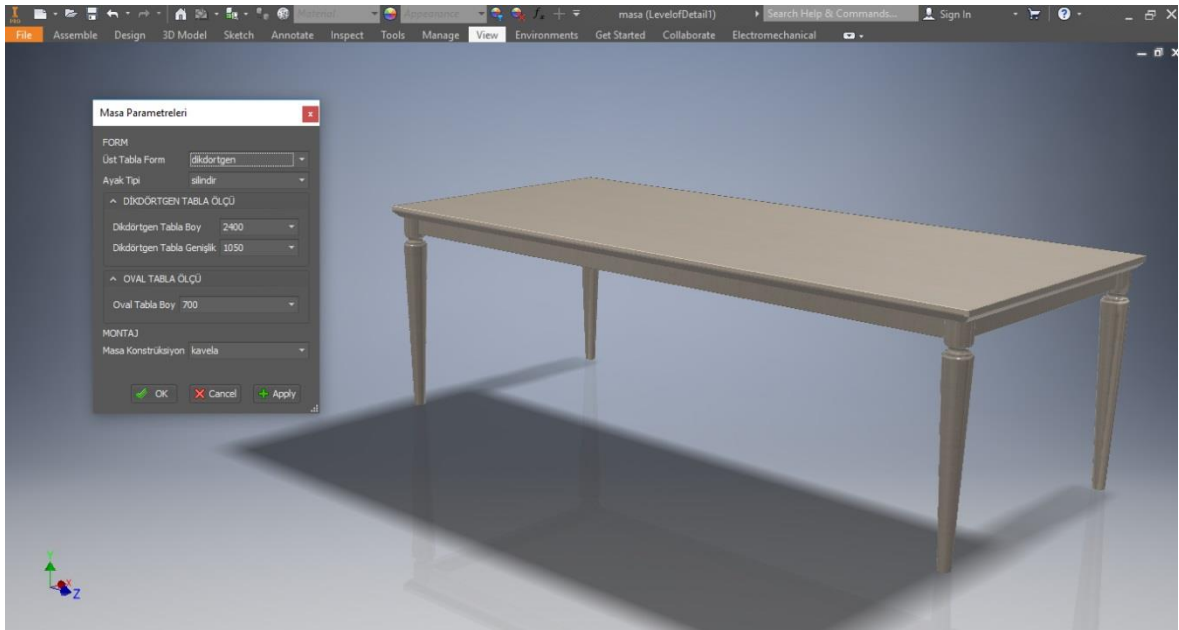 PRO
Material
Appearance
masa (LevelofDetail1)
Search Help & Commands...
Sign In
File Assemble Design 3D Model Sketch Annotate Inspect Tools Manage View Environments Get Started Collaborate Electromechanical
Masa Parametreleri
FORM
Üst Tabla Form dikdortgen
Ayak Tipi silindir
DİKDÖRTGEN TABLA ÖLÇÜ
Dikdörtgen Tabla Boy 2400
Dikdörtgen Tabla Genişlik 1050
OVAL TABLA ÖLÇÜ
Oval Tabla Boy 700
MONTAJ
Masa Konstrüksiyon kavela
OK Cancel Apply
Y
X
Z